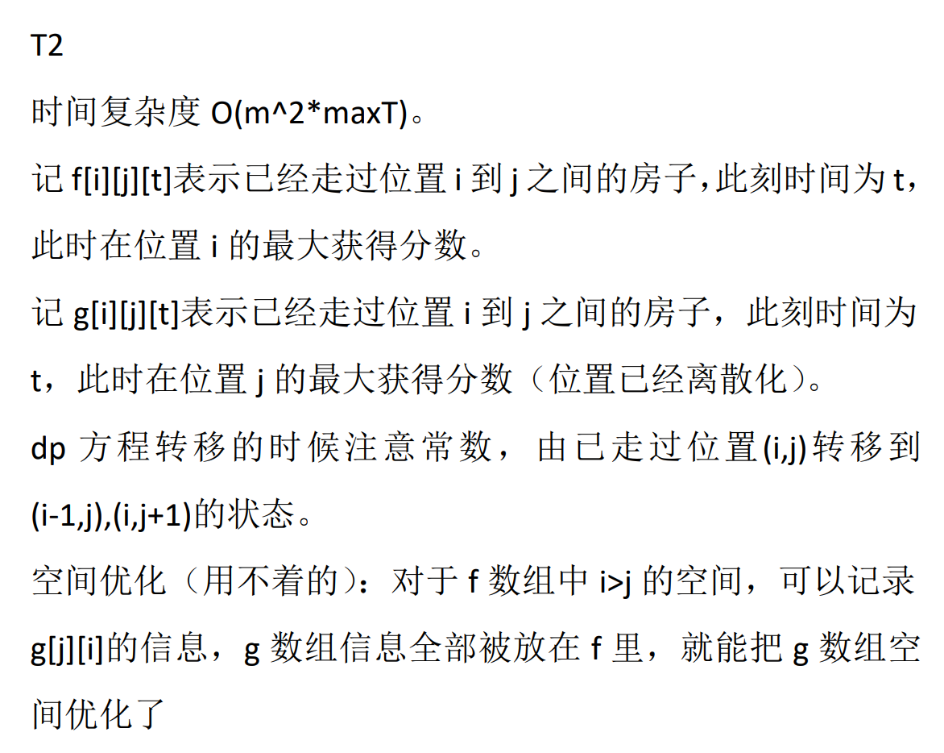 T2
时间复杂度 O(m^2*maxT)。
记 f[i][j][t]表示已经走过位置 i 到 j 之间的房子，此刻时间为 t，
此时在位置 i 的最大获得分数。
记 g[i][j][t]表示已经走过位置 i 到 j 之间的房子，此刻时间为
t，此时在位置 j 的最大获得分数（位置已经离散化）。
dp 方程转移的时候注意常数，由已走过位置(i,j)转移到
(i-1,j),(i,j+1)的状态。
空间优化（用不着的）：对于 f 数组中 i>j 的空间，可以记录
g[j][i]的信息，g 数组信息全部被放在 f 里，就能把 g 数组空
间优化了